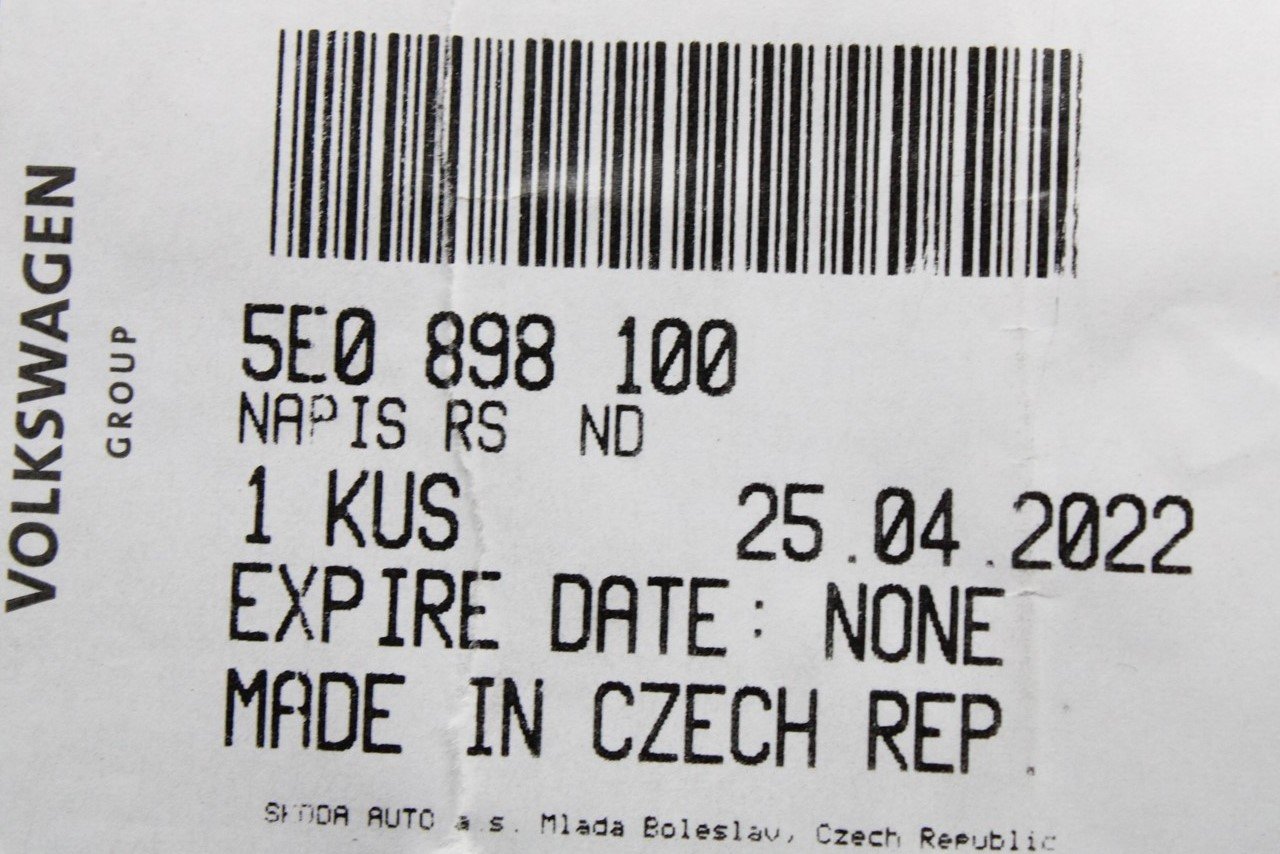 VOLKSWAGEN
GROUP
5E0 898 100
NAPIS RS ND
1 KUS 25.04.2022
EXPIRE DATE: NONE
MADE IN CZECH REP.
SKODA AUTO a.s. Mlada Boleslav, Czech Republic